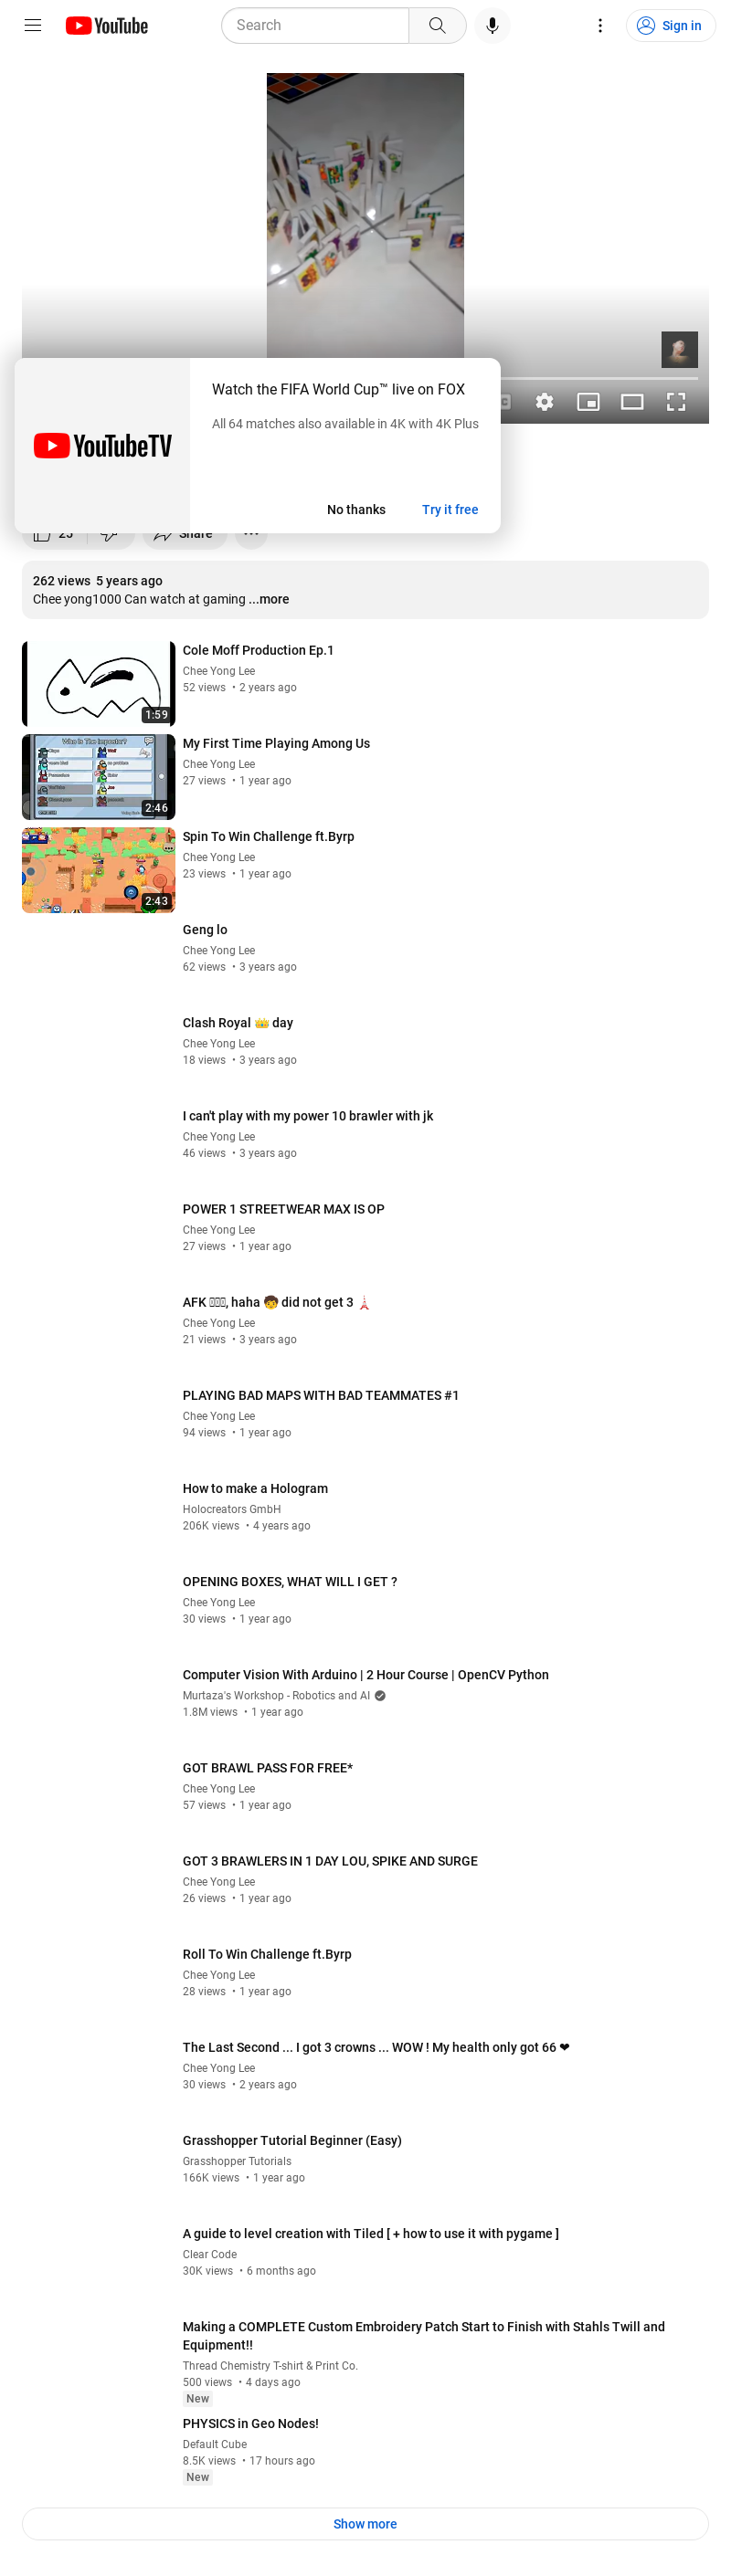 YouTube
Search
Sign in
Watch the FIFA World Cup™ live on FOX
All 64 matches also available in 4K with 4K Plus
YouTubeTV
No thanks
Try it free
25
Share
262 views 5 years ago
Chee yong1000 Can watch at gaming ...more
Cole Moff Production Ep.1
Chee Yong Lee
52 views • 2 years ago
1:59
My First Time Playing Among Us
Chee Yong Lee
27 views • 1 year ago
Who Is The Impostor?
2:46
Spin To Win Challenge ft.Byrp
Chee Yong Lee
23 views • 1 year ago
2:43
Geng lo
Chee Yong Lee
62 views • 3 years ago
Clash Royal 👑 day
Chee Yong Lee
18 views • 3 years ago
I can't play with my power 10 brawler with jk
Chee Yong Lee
46 views • 3 years ago
POWER 1 STREETWEAR MAX IS OP
Chee Yong Lee
27 views • 1 year ago
AFK , haha 🧒 did not get 3 🗼
Chee Yong Lee
21 views • 3 years ago
PLAYING BAD MAPS WITH BAD TEAMMATES #1
Chee Yong Lee
94 views • 1 year ago
How to make a Hologram
Holocreators GmbH
206K views • 4 years ago
OPENING BOXES, WHAT WILL I GET ?
Chee Yong Lee
30 views • 1 year ago
Computer Vision With Arduino | 2 Hour Course | OpenCV Python
Murtaza's Workshop - Robotics and AI
1.8M views • 1 year ago
GOT BRAWL PASS FOR FREE*
Chee Yong Lee
57 views • 1 year ago
GOT 3 BRAWLERS IN 1 DAY LOU, SPIKE AND SURGE
Chee Yong Lee
26 views • 1 year ago
Roll To Win Challenge ft.Byrp
Chee Yong Lee
28 views • 1 year ago
The Last Second ... I got 3 crowns ... WOW ! My health only got 66 ❤
Chee Yong Lee
30 views • 2 years ago
Grasshopper Tutorial Beginner (Easy)
Grasshopper Tutorials
166K views • 1 year ago
A guide to level creation with Tiled [ + how to use it with pygame ]
Clear Code
30K views • 6 months ago
Making a COMPLETE Custom Embroidery Patch Start to Finish with Stahls Twill and
Equipment!!
Thread Chemistry T-shirt & Print Co.
500 views • 4 days ago
New
PHYSICS in Geo Nodes!
Default Cube
8.5K views • 17 hours ago
New
Show more